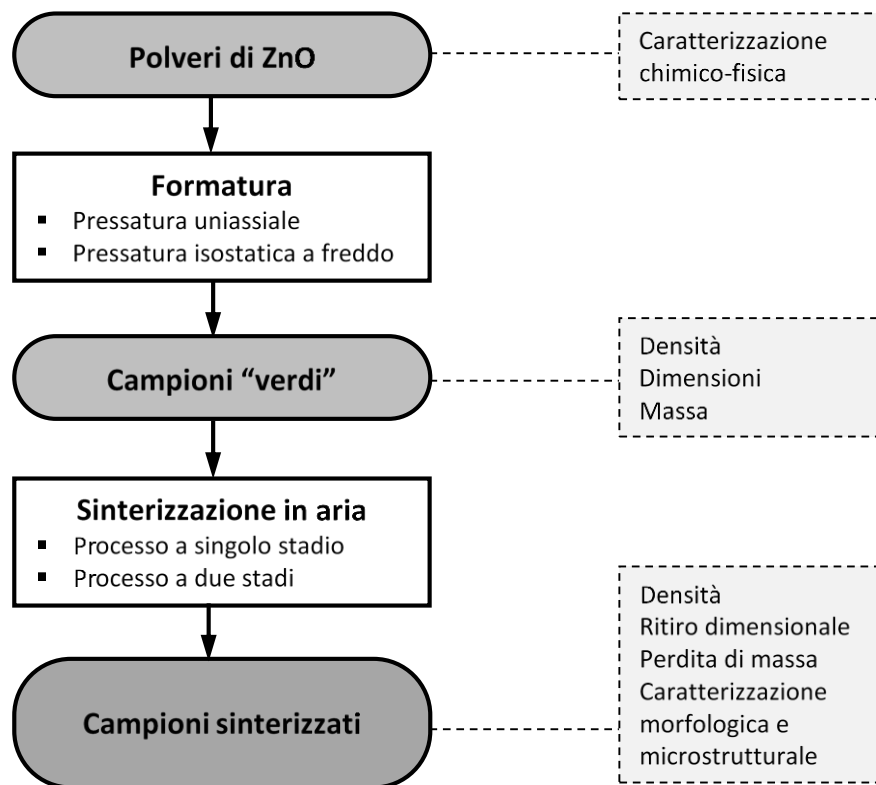 Polveri di ZnO
Caratterizzazione
chimico-fisica
Formatura
▪ Pressatura uniassiale
▪ Pressatura isostatica a freddo
Campioni “verdi”
Densità
Dimensioni
Massa
Sinterizzazione in aria
▪ Processo a singolo stadio
▪ Processo a due stadi
Campioni sinterizzati
Densità
Ritiro dimensionale
Perdita di massa
Caratterizzazione
morfologica e
microstrutturale